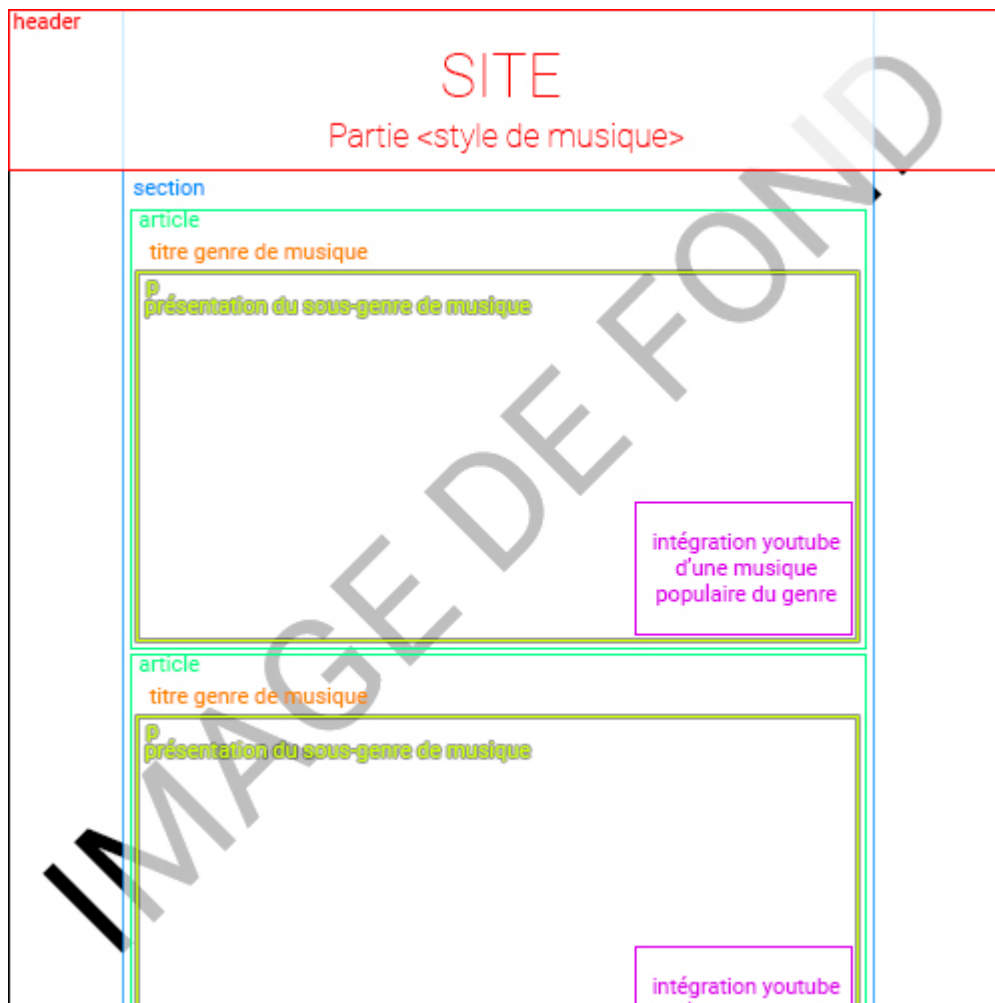 header
SITE
Partie <style de musique>
section
article
titre genre de musique
p
présentation du sous-genre de musique
intégration youtube
d'une musique
populaire du genre
article
titre genre de musique
p
présentation du sous-genre de musique
intégration youtube
IMAGE DE FOND